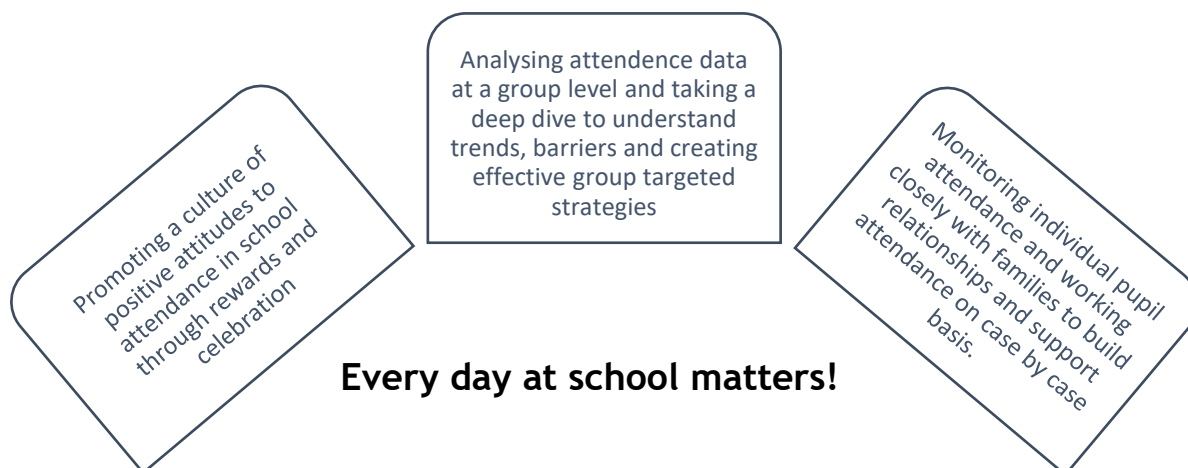 Promoting a culture of
positive attitudes to
attendance in school
through rewards and
celebration
Analysing attendence data
at a group level and taking a
deep dive to understand
trends, barriers and creating
effective group targeted
strategies
Monitoring individual pupil
attendance and working
closely with families to build
relationships and support
attendance on case by case
basis.
Every day at school matters!